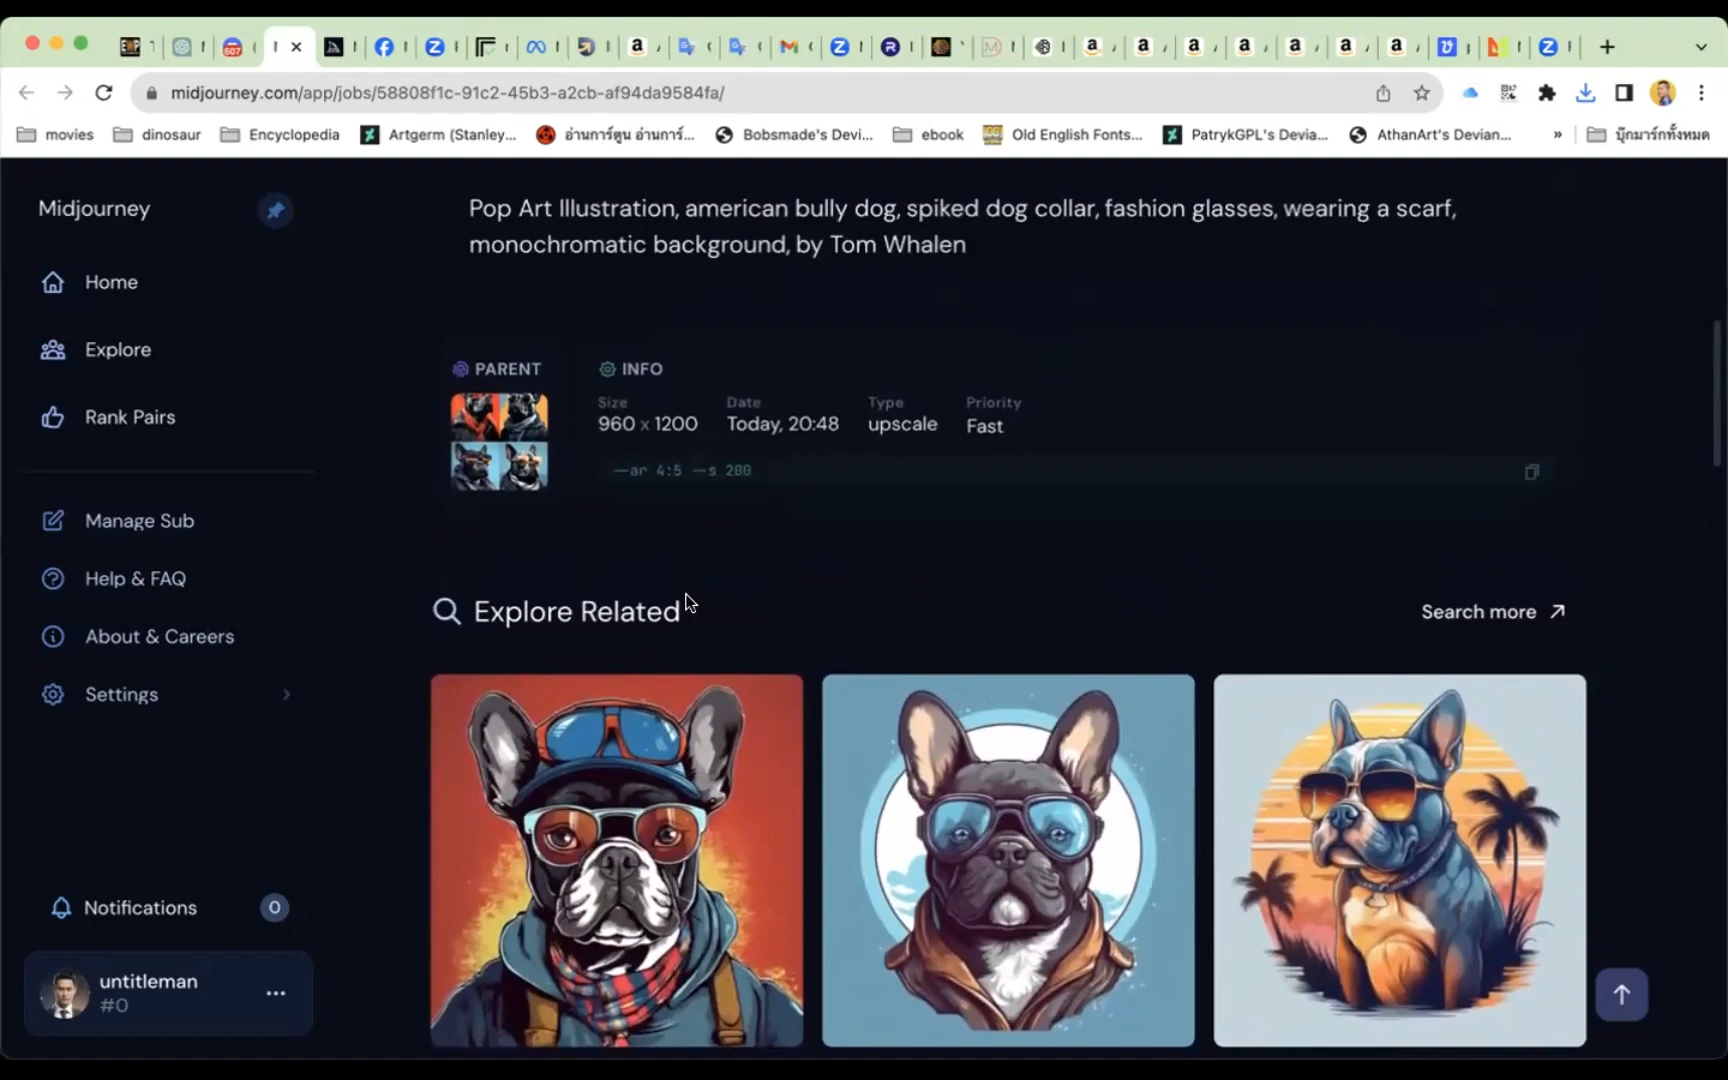 midjourney.com/app/jobs/58808f1c-91c2-45b3-a2cb-af94da9584fa/
movies
dinosaur
Encyclopedia
Artgerm (Stanley...
อ่านการ์ตูน อ่านการ์...
Bobsmade's Devi...
ebook
Old English Fonts...
PatrykGPL's Devia...
AthanArt's Devian...
»
บุ๊กมาร์กทั้งหมด
Midjourney
Home
Explore
Rank Pairs
Manage Sub
Help & FAQ
About & Careers
Settings
Notifications 0
untitleman
#0
Pop Art Illustration, american bully dog, spiked dog collar, fashion glasses, wearing a scarf,
monochromatic background, by Tom Whalen
PARENT
INFO
Size Date Type Priority
960 x 1200 Today, 20:48 upscale Fast
—ar 4:5 —s 200
Explore Related
Search more